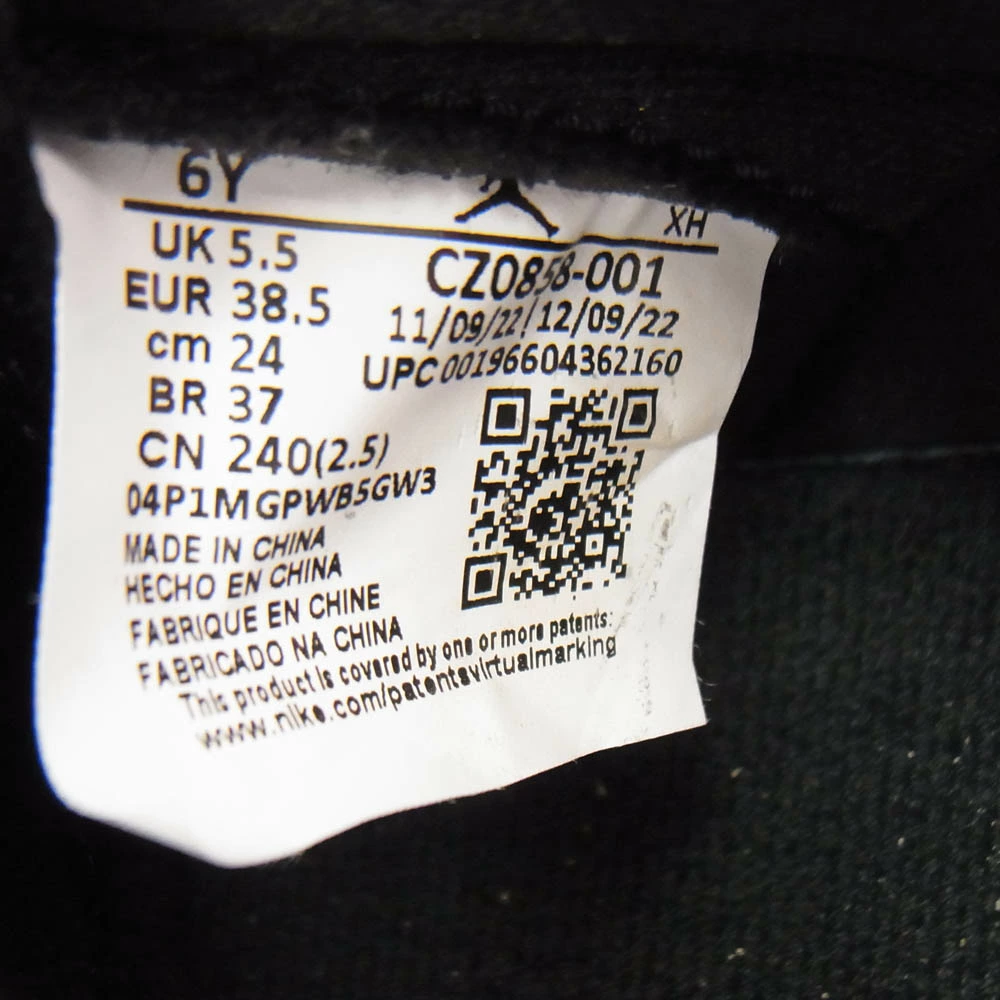 6Y
XH
UK 5.5
EUR 38.5
cm 24
BR 37
CN 240(2.5)
CZ0858-001
11/09/22/12/09/22
UPC00196604362160
04P1MGPWB5GW3
MADE IN CHINA
HECHO EN CHINA
FABRIQUE EN CHINE
FABRICADO NA CHINA
This product is covered by one or more patents:
www.nike.com/patentsvirtualmarking